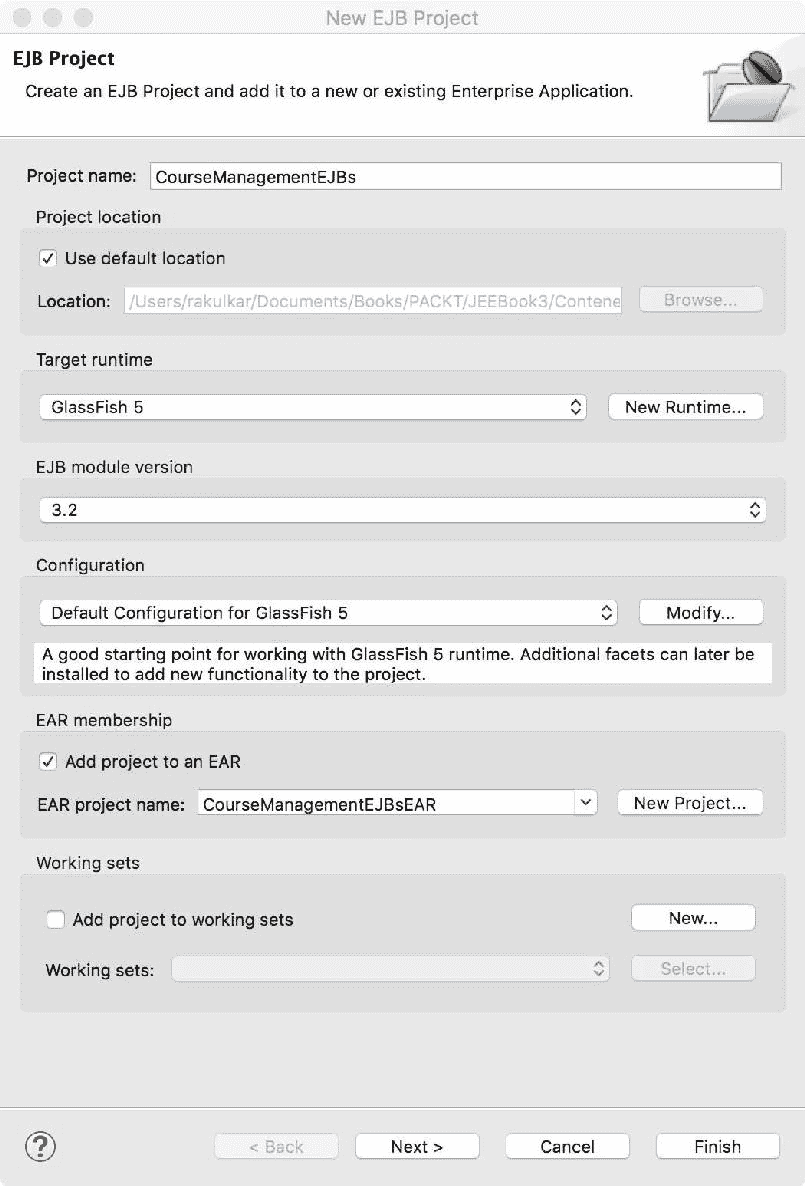 New EJB Project
EJB Project
Create an EJB Project and add it to a new or existing Enterprise Application.
Project name: CourseManagementEJBs
Project location
Use default location
Location: /Users/rakulkar/Documents/Books/PACKT/JEEBook3/Contene Browse...
Target runtime
GlassFish 5 New Runtime...
EJB module version
3.2
Configuration
Default Configuration for GlassFish 5 Modify...
A good starting point for working with GlassFish 5 runtime. Additional facets can later be
installed to add new functionality to the project.
EAR membership
Add project to an EAR
EAR project name: CourseManagementEJBsEAR New Project...
Working sets
Add project to working sets New...
Working sets: Select...
? < Back Next > Cancel Finish